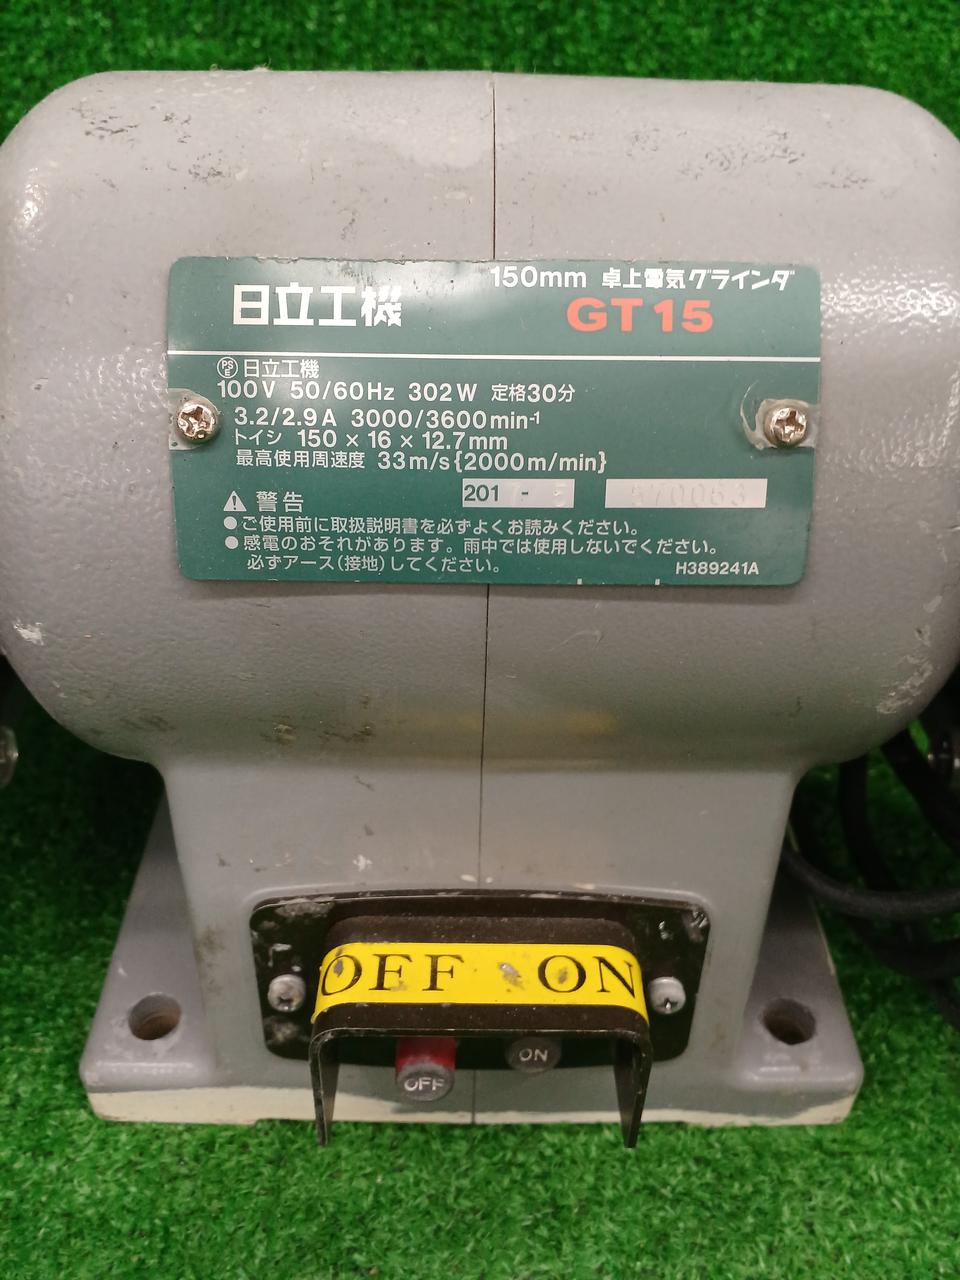 150mm 卓上電気グラインダ
日立工機
GT15
PSE 日立工機
100V 50/60Hz 302W 定格30分
3.2/2.9A 3000/3600min-1
トイシ 150 × 16 × 12.7mm
最高使用周速度 33m/s{2000m/min}
201 -
警告
●ご使用前に取扱説明書を必ずよくお読みください。
●感電のおそれがあります。雨中では使用しないでください。
必ずアース(接地)してください。
H389241A
OFF ON
OFF ON